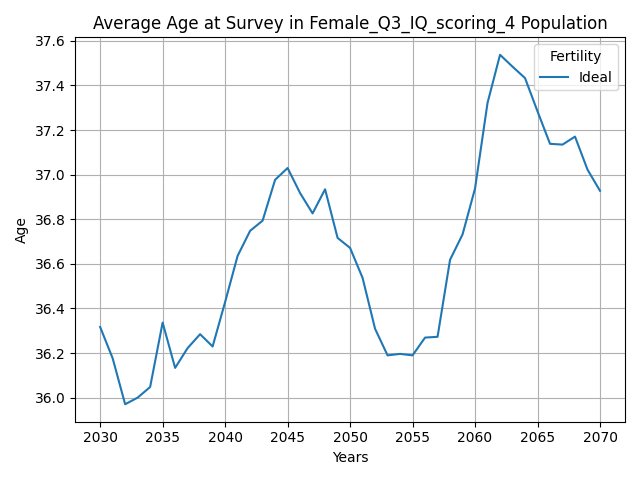 Average Age at Survey in Female_Q3_IQ_scoring_4 Population
37.6
37.4
37.2
37.0
36.8
36.6
36.4
36.2
36.0
Age
Fertility
Ideal
2030 2035 2040 2045 2050 2055 2060 2065 2070
Years